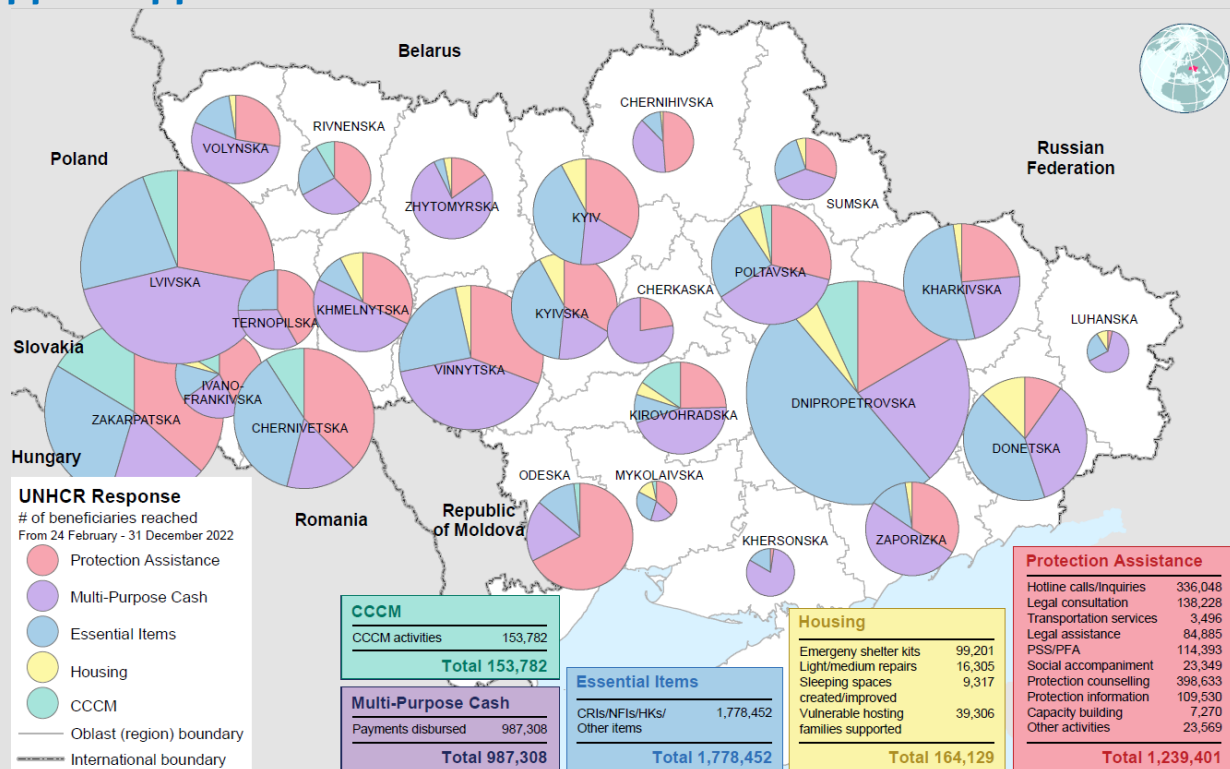 Belarus
Poland
Russian
Federation
Slovakia
Hungary
Romania
Republic
of Moldova
VOLYNSKA
RIVNENSKA
ZHYTOMYRSKA
CHERNIHIVSKA
SUMSKA
KYIV
LVIVSKA
TERNOPILSKA
KHMELNYTSKA
KYIVSKA
CHERKASKA
POLTAVSKA
KHARKIVSKA
LUHANSKA
VINNYTSKA
IVANO-
FRANKIVSKA
ZAKARPATSKA
CHERNIVETSKA
KIROVOHRADSKA
DNIPROPETROVSKA
DONETSKA
ODESKA
MYKOLAIVSKA
KHERSONSKA
ZAPORIZKA
UNHCR Response
# of beneficiaries reached
From 24 February - 31 December 2022
Protection Assistance
Multi-Purpose Cash
Essential Items
Housing
CCCM
Oblast (region) boundary
International boundary
CCCM
CCCM activities 153,782
Total 153,782
Multi-Purpose Cash
Payments disbursed 987,308
Total 987,308
Essential Items
CRIs/NFIs/HKs/ 1,778,452
Other items
Total 1,778,452
Housing
Emergeny shelter kits 99,201
Light/medium repairs 16,305
Sleeping spaces 9,317
created/improved
Vulnerable hosting 39,306
families supported
Total 164,129
Protection Assistance
Hotline calls/Inquiries 336,048
Legal consultation 138,228
Transportation services 3,496
Legal assistance 84,885
PSS/PFA 114,393
Social accompaniment 23,349
Protection counselling 398,633
Protection information 109,530
Capacity building 7,270
Other activities 23,569
Total 1,239,401